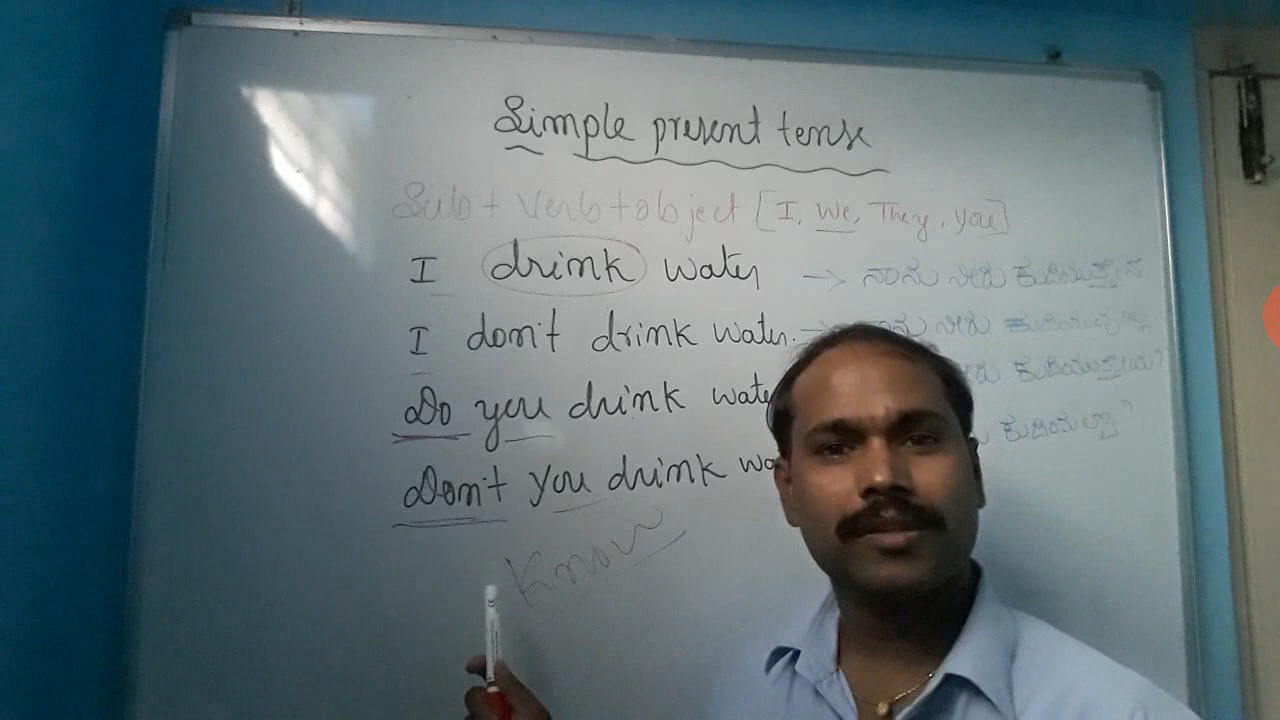 Simple present tense
Sub + Verb + object [I, we, They, you]
I drink water → ನಾನು ನೀರು ಕುಡಿಯುತ್ತೇನೆ
I don't drink water. → ನಾನು ನೀರು
Do you drink ಕುಡಿಯುತ್ತೀಯ?
Don't you drink ಕುಡಿಯಲ್ವಾ?
Know